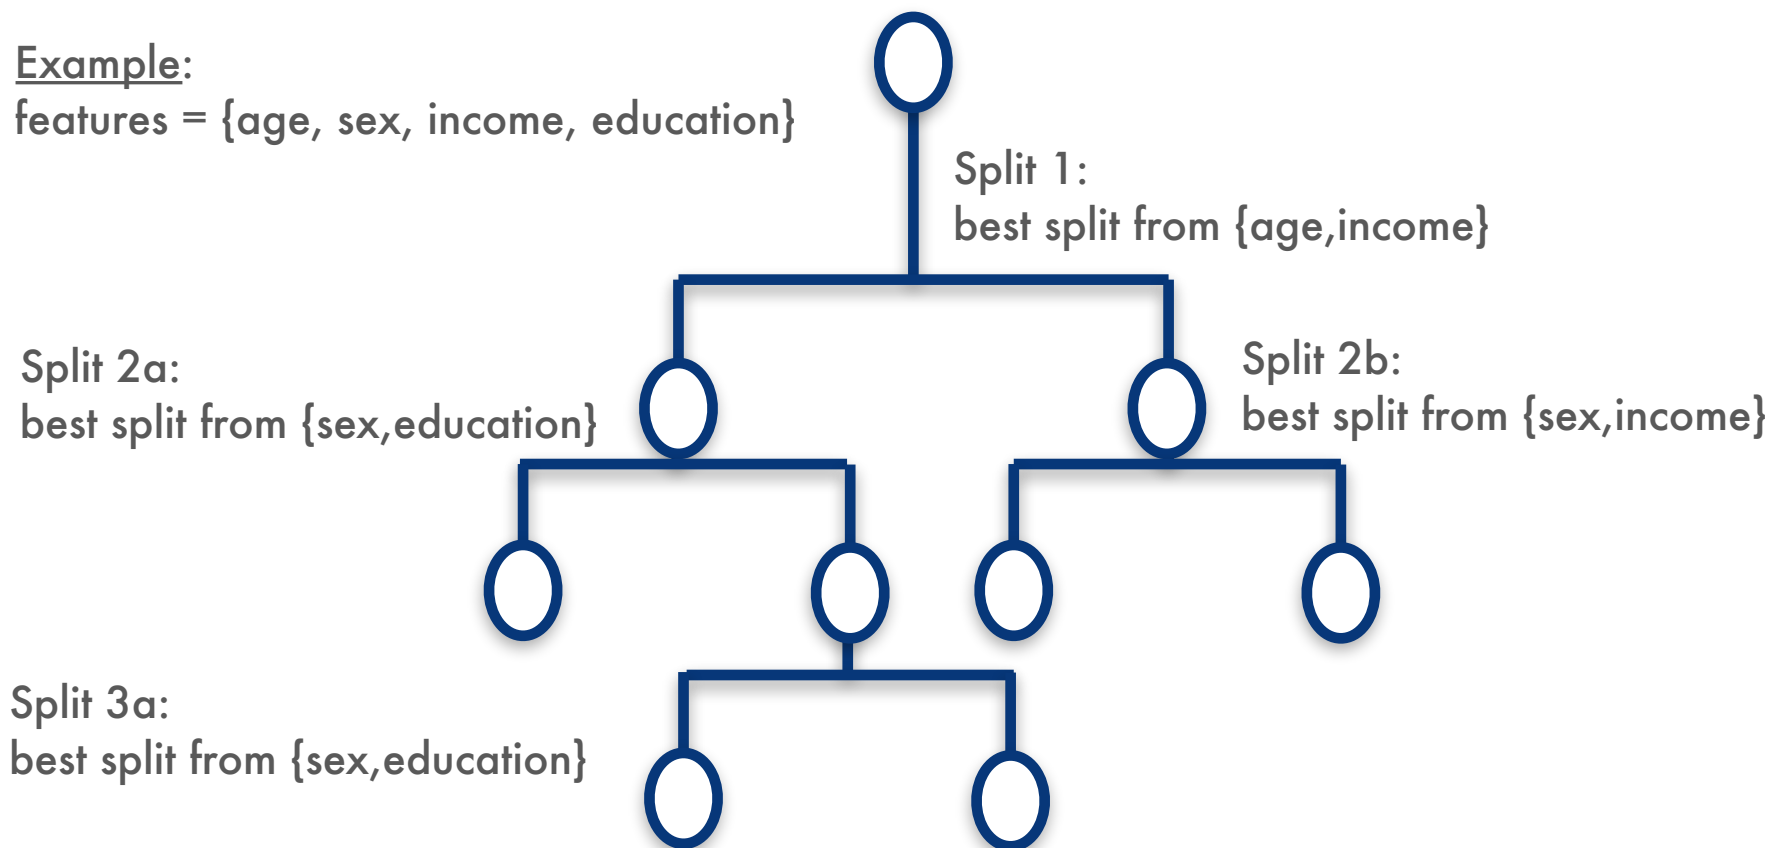 Example:
features = {age, sex, income, education}
Split 1:
best split from {age,income}
Split 2a:
best split from {sex,education}
Split 2b:
best split from {sex,income}
Split 3a:
best split from {sex,education}